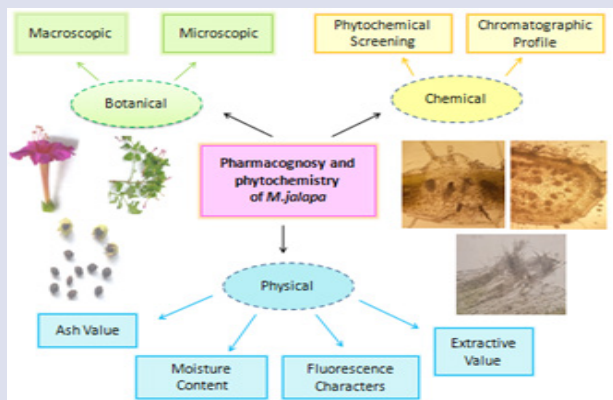 Macroscopic
Microscopic
Phytochemical
Screening
Chromatographic
Profile
Botanical
Chemical
Pharmacognosy and
phytochemistry
of M.jalapa
Physical
Ash Value
Moisture
Content
Fluorescence
Characters
Extractive
Value